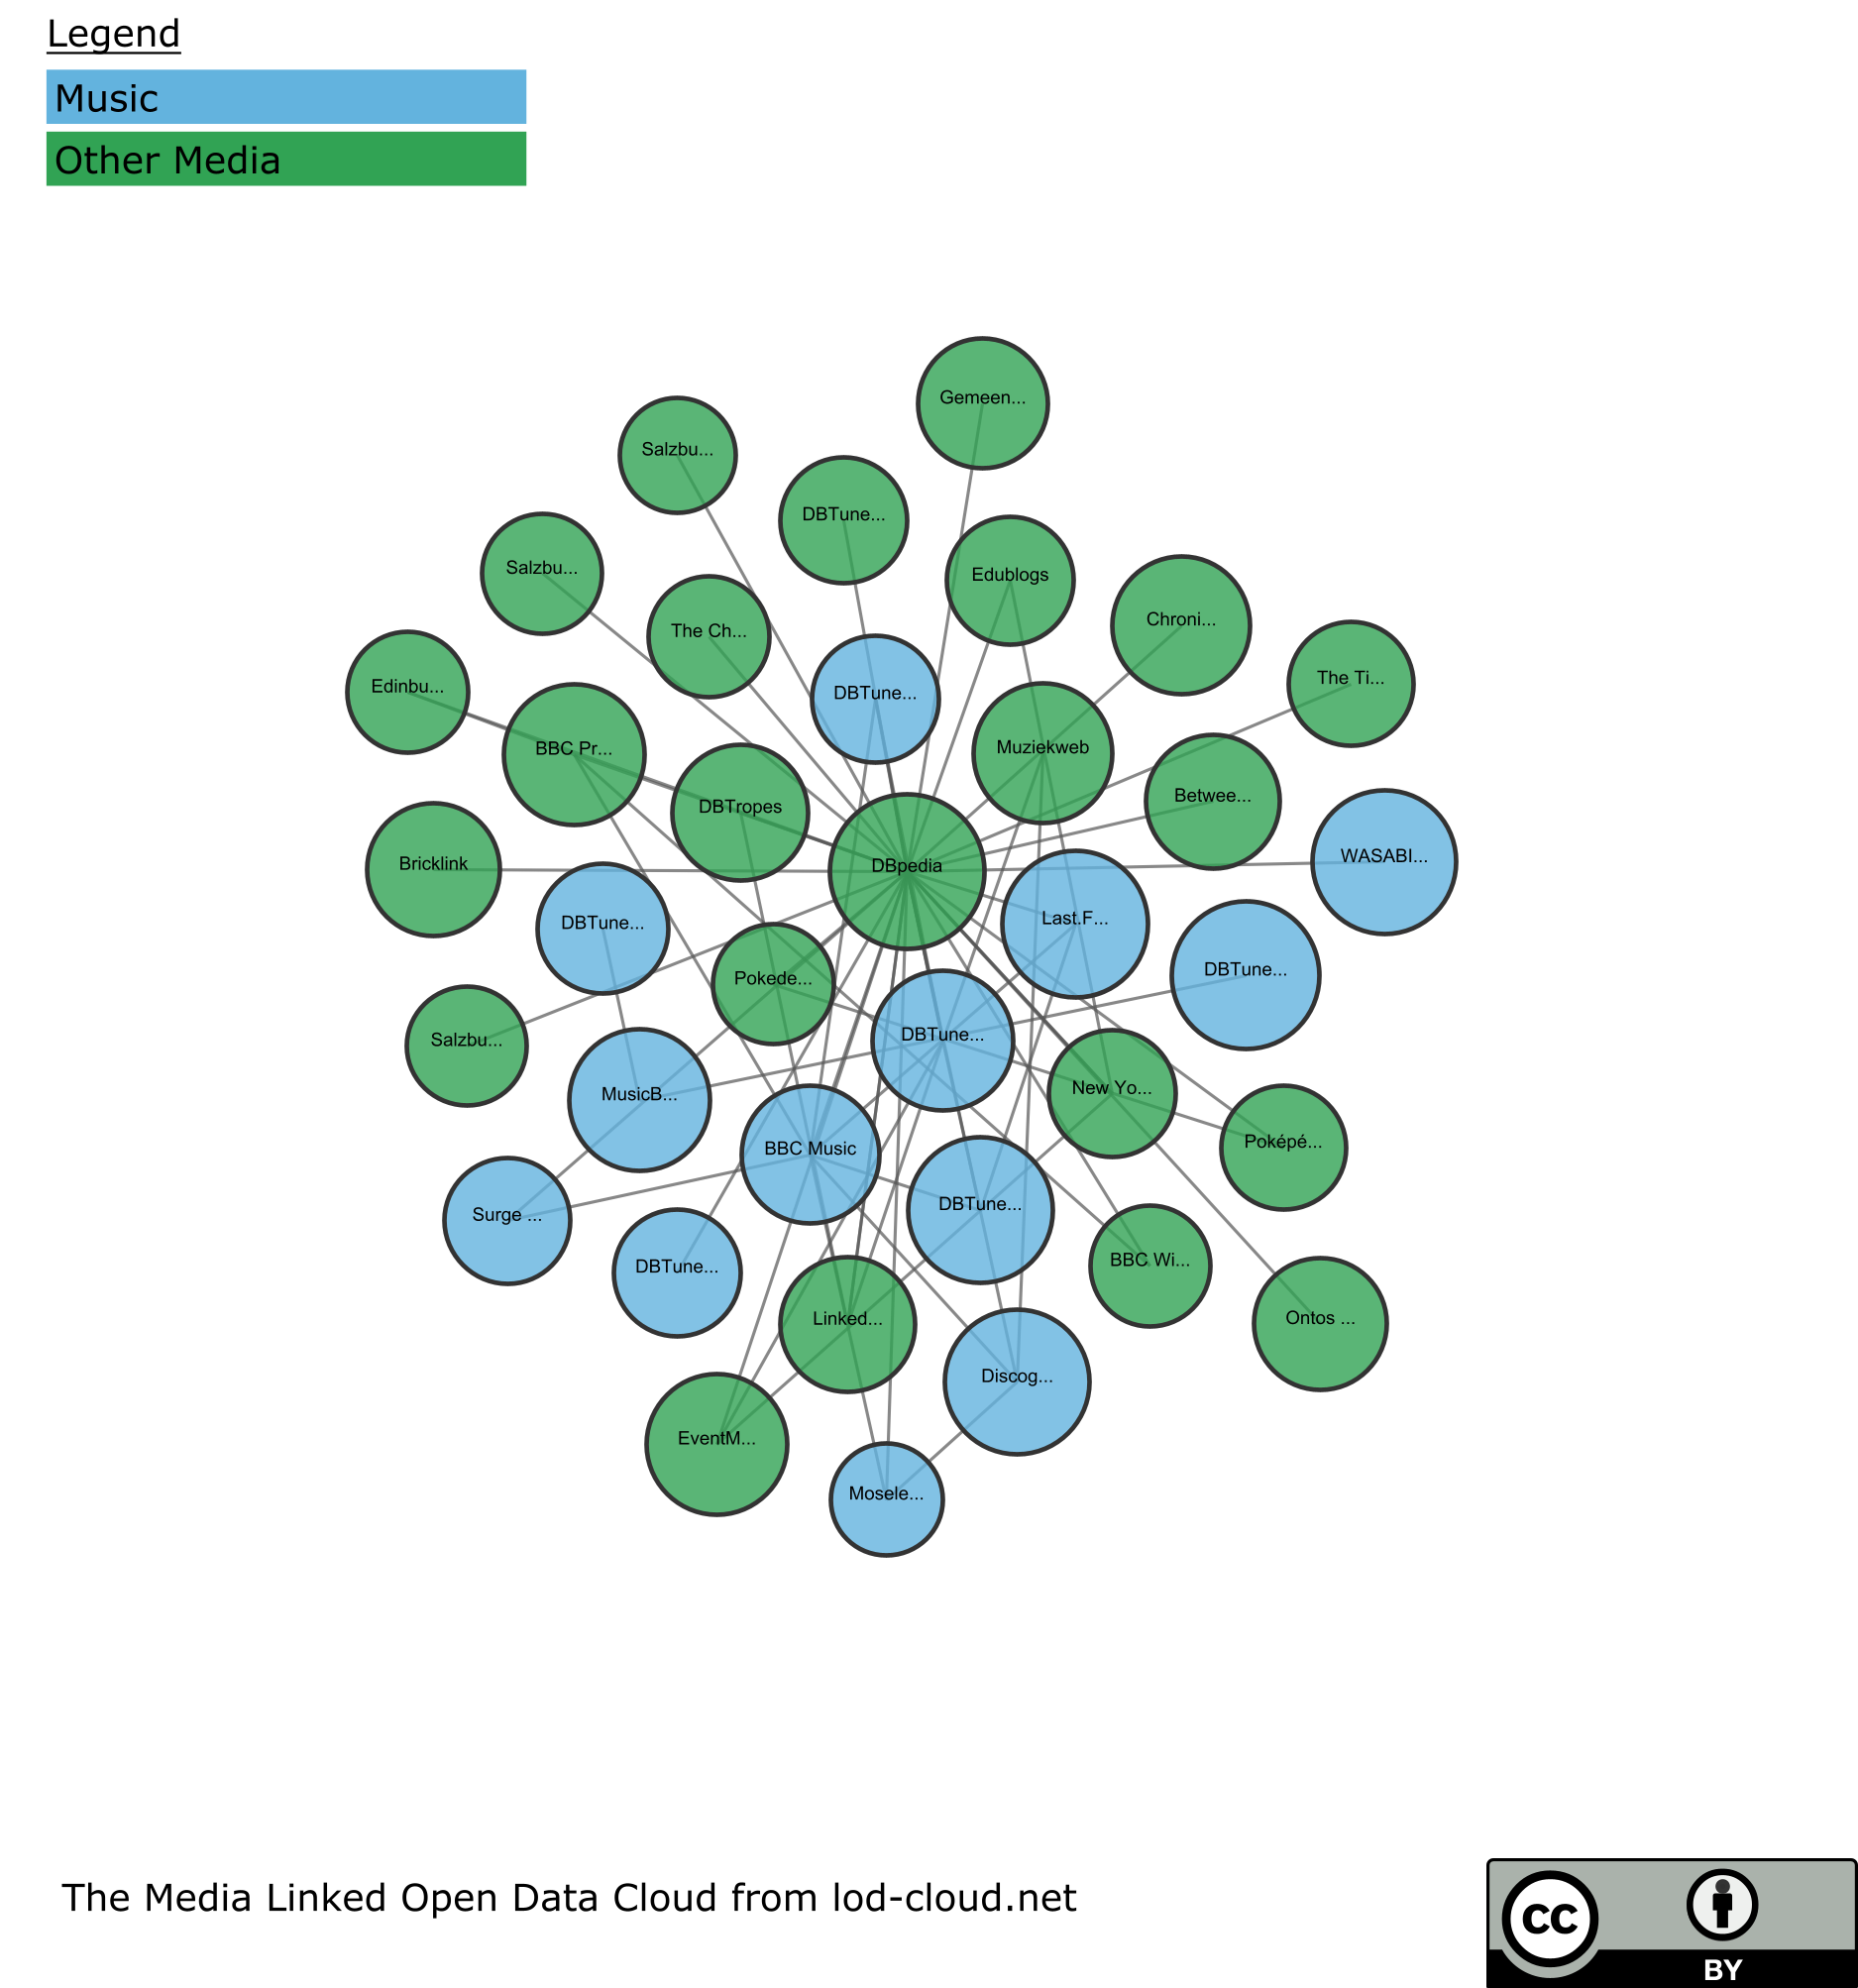 Legend
Music
Other Media
Gemeen...
Salzbu...
DBTune...
Salzbu...
Edublogs
Chroni...
The Ch...
The Ti...
Edinbu...
DBTune...
BBC Pr...
Muziekweb
Betwee...
DBTropes
WASABI...
Bricklink
DBpedia
DBTune...
Last.F...
DBTune...
Pokede...
Salzbu...
DBTune...
MusicB...
New Yo...
BBC Music
Poképé...
DBTune...
Surge ...
DBTune...
BBC Wi...
Linked...
Ontos ...
Discog...
EventM...
Mosele...
The Media Linked Open Data Cloud from lod-cloud.net
cc
BY